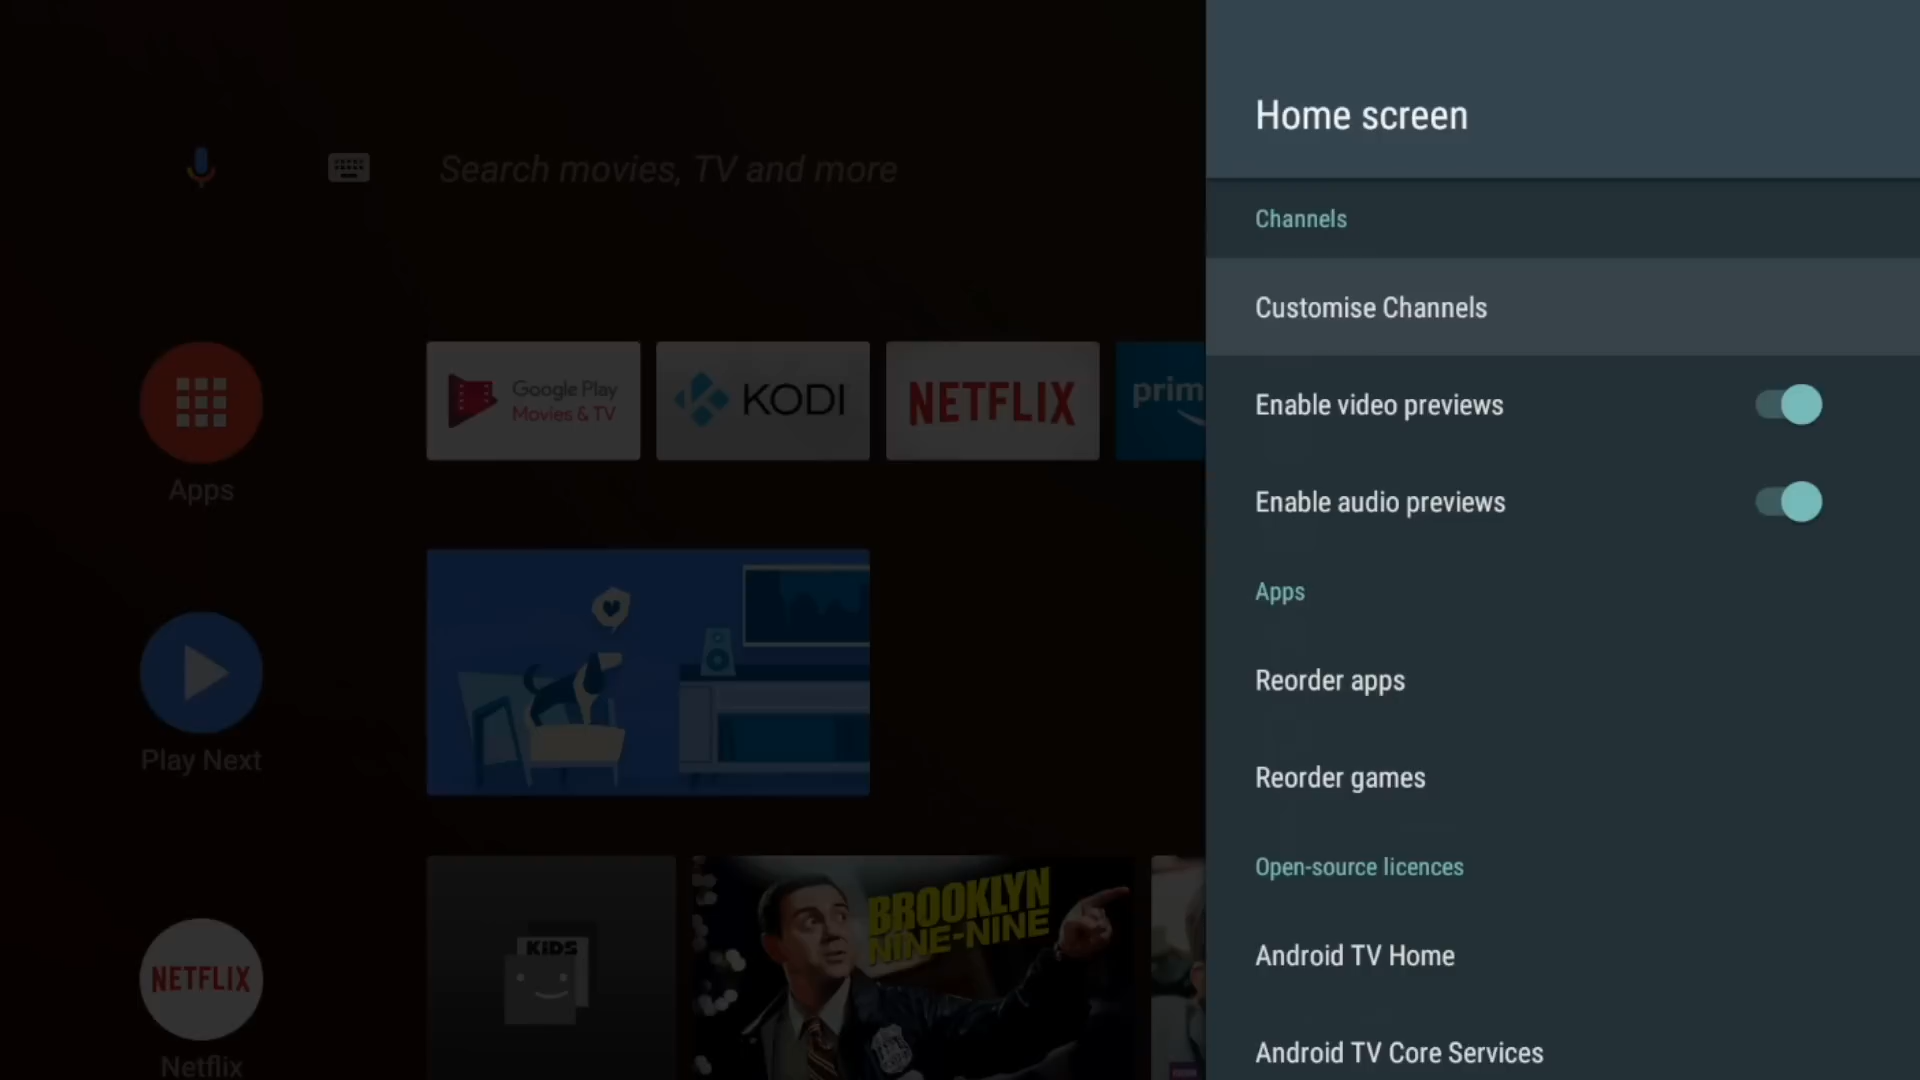 Search movies, TV and more
Google Play
Movies & TV
KODI
NETFLIX
prim
Apps
Play Next
KIDS
BROOKLYN
NINE-NINE
NETFLIX
Netflix
Home screen
Channels
Customise Channels
Enable video previews
Enable audio previews
Apps
Reorder apps
Reorder games
Open-source licences
Android TV Home
Android TV Core Services